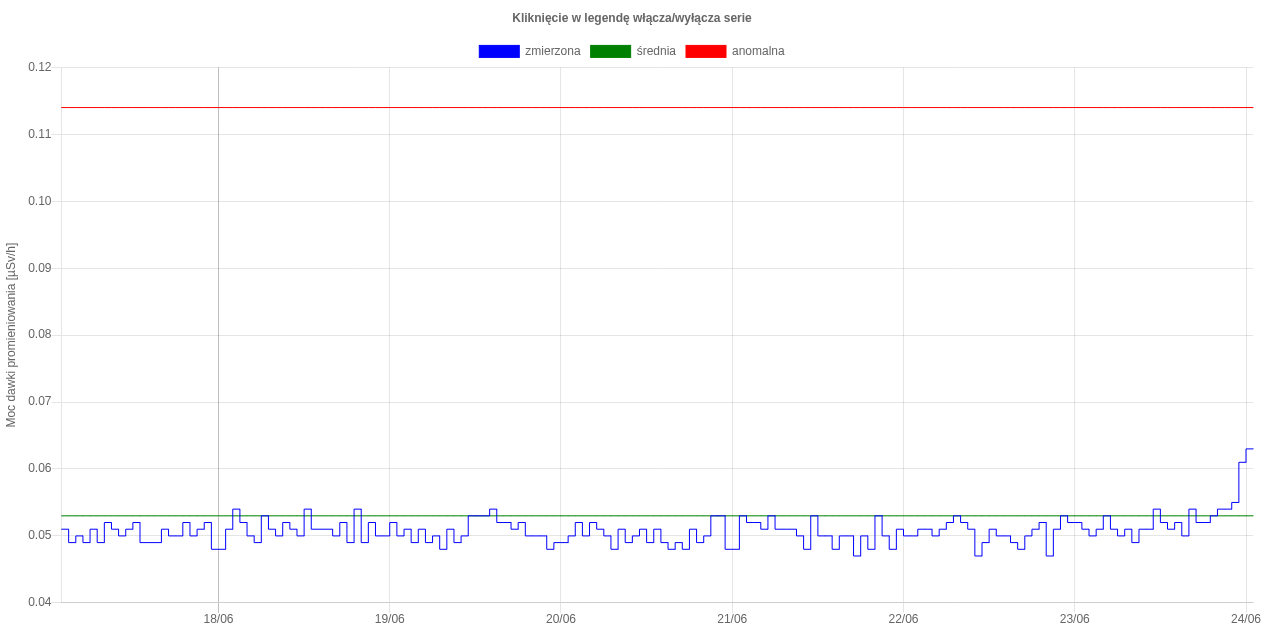 Kliknięcie w legendę włącza/wyłącza serie
zmierzona średnia anomalna
Moc dawki promieniowania [µSv/h]
0.12
0.11
0.10
0.09
0.08
0.07
0.06
0.05
0.04
18/06 19/06 20/06 21/06 22/06 23/06 24/06